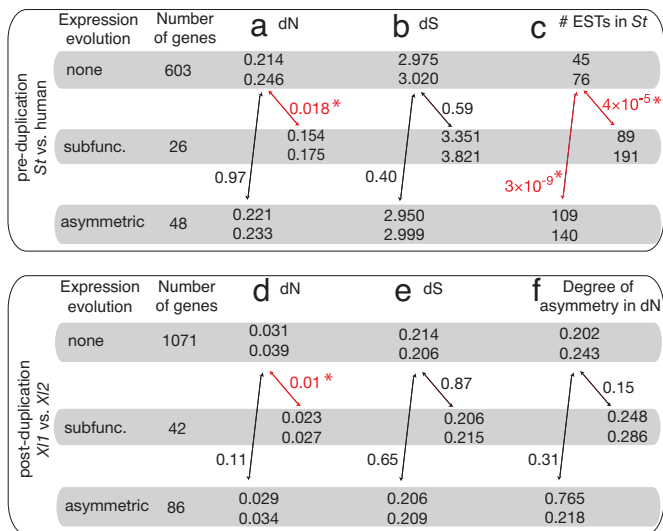 Expression evolution
Number of genes
a dN
b dS
c # ESTs in St
pre-duplication
St vs. human
none 603 0.214 2.975 45
0.246 3.020 76
0.018 * 0.59 4×10-5 *
subfunc. 26 0.154 3.351 89
0.175 3.821 191
0.97 0.40 3×10-9 *
asymmetric 48 0.221 2.950 109
0.233 2.999 140
Expression evolution
Number of genes
d dN
e dS
f Degree of asymmetry in dN
post-duplication
Xl1 vs. Xl2
none 1071 0.031 0.214 0.202
0.039 0.206 0.243
0.01 * 0.87 0.15
subfunc. 42 0.023 0.206 0.248
0.027 0.215 0.286
0.11 0.65 0.31
asymmetric 86 0.029 0.206 0.765
0.034 0.209 0.218